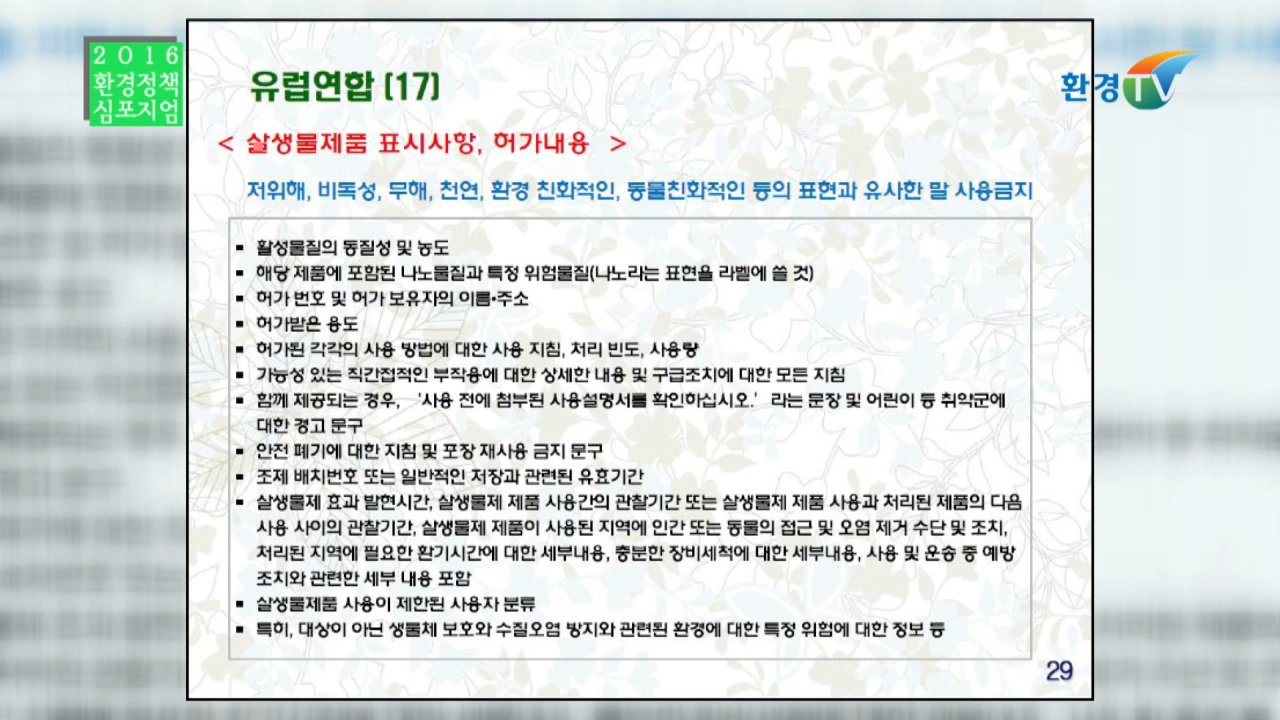 2016
환경정책
심포지엄
유럽연합 (17)
환경TV
< 살생물제품 표시사항, 허가내용 >
저위해, 비독성, 무해, 천연, 환경 친화적인, 동물친화적인 등의 표현과 유사한 말 사용금지
▪ 활성물질의 동질성 및 농도
▪ 해당 제품에 포함된 나노물질과 특정 위험물질(나노라는 표현을 라벨에 쓸 것)
▪ 허가 번호 및 허가 보유자의 이름•주소
▪ 허가받은 용도
▪ 허가된 각각의 사용 방법에 대한 사용 지침, 처리 빈도, 사용량
▪ 가능성 있는 직간접적인 부작용에 대한 상세한 내용 및 구급조치에 대한 모든 지침
▪ 함께 제공되는 경우, ‘사용 전에 첨부된 사용설명서를 확인하십시오.’ 라는 문장 및 어린이 등 취약군에
대한 경고 문구
▪ 안전 폐기에 대한 지침 및 포장 재사용 금지 문구
▪ 조제 배치번호 또는 일반적인 저장과 관련된 유효기간
▪ 살생물제 효과 발현시간, 살생물제 제품 사용간의 관찰기간 또는 살생물제 제품 사용과 처리된 제품의 다음
사용 사이의 관찰기간, 살생물제 제품이 사용된 지역에 인간 또는 동물의 접근 및 오염 제거 수단 및 조치,
처리된 지역에 필요한 환기시간에 대한 세부내용, 충분한 장비세척에 대한 세부내용, 사용 및 운송 중 예방
조치와 관련한 세부 내용 포함
▪ 살생물제품 사용이 제한된 사용자 분류
▪ 특히, 대상이 아닌 생물체 보호와 수질오염 방지와 관련된 환경에 대한 특정 위험에 대한 정보 등
29